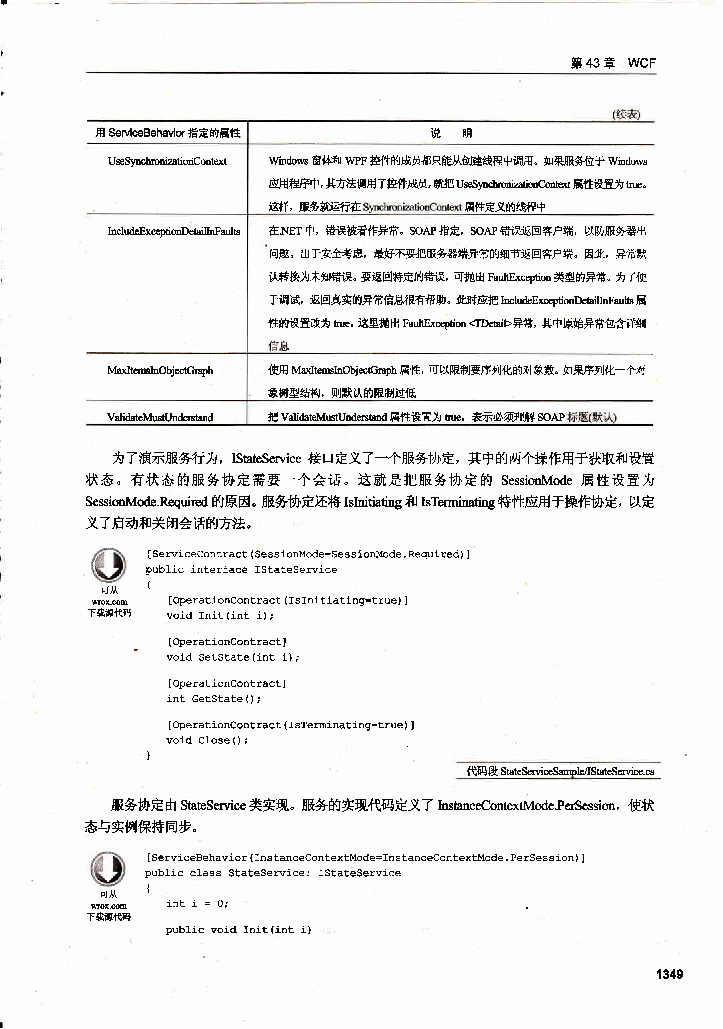 第 43 章 WCF
(续表)
用 ServiceBehavior 指定的属性 说 明
UseSynchronizationContext Windows 窗体和 WPF 控件的成员都只能从创建线程中调用。如果服务位于 Windows
应用程序中,其方法调用了控件成员,就把 UseSynchronizationContext 属性设置为 true。
这样,服务就运行在 SynchronizationContext 属性定义的线程中
IncludeExceptionDetailInFaults 在.NET 中,错误被看作异常。SOAP 指定,SOAP 错误返回客户端,以防服务器出
问题。出于安全考虑,最好不要把服务器端异常的细节返回客户端。因此,异常默
认转换为未知错误。要返回特定的错误,可抛出 FaultException 类型的异常。为了便
于调试,返回真实的异常信息很有帮助。此时应把 IncludeExceptionDetailInFaults 属
性的设置改为 true。这里抛出 FaultException <TDetail>异常,其中原始异常包含详细
信息
MaxItemsInObjectGraph 使用 MaxItemsInObjectGraph 属性,可以限制要序列化的对象数。如果序列化一个对
象树型结构,则默认的限制过低
ValidateMustUnderstand 把 ValidateMustUnderstand 属性设置为 true,表示必须理解 SOAP 标题(默认)
为了演示服务行为,IStateService 接口定义了一个服务协定,其中的两个操作用于获取和设置
状态。有状态的服务协定需要一个会话。这就是把服务协定的 SessionMode 属性设置为
SessionMode.Required 的原因。服务协定还将 IsInitiating 和 IsTerminating 特性应用于操作协定,以定
义了启动和关闭会话的方法。
可从
wrox.com
下载源代码
[ServiceContract(SessionMode=SessionMode.Required)]
public interface IStateService
{
[OperationContract(IsInitiating=true)]
void Init(int i);
[OperationContract]
void SetState(int i);
[OperationContract]
int GetState();
[OperationContract(IsTerminating=true)]
void Close();
}
代码段 StateServiceSample/IStateService.cs
服务协定由 StateService 类实现。服务的实现代码定义了 InstanceContextMode.PerSession,使状
态与实例保持同步。
可从
wrox.com
下载源代码
[ServiceBehavior(InstanceContextMode=InstanceContextMode.PerSession)]
public class StateService: IStateService
{
int i = 0;
public void Init(int i)
1349